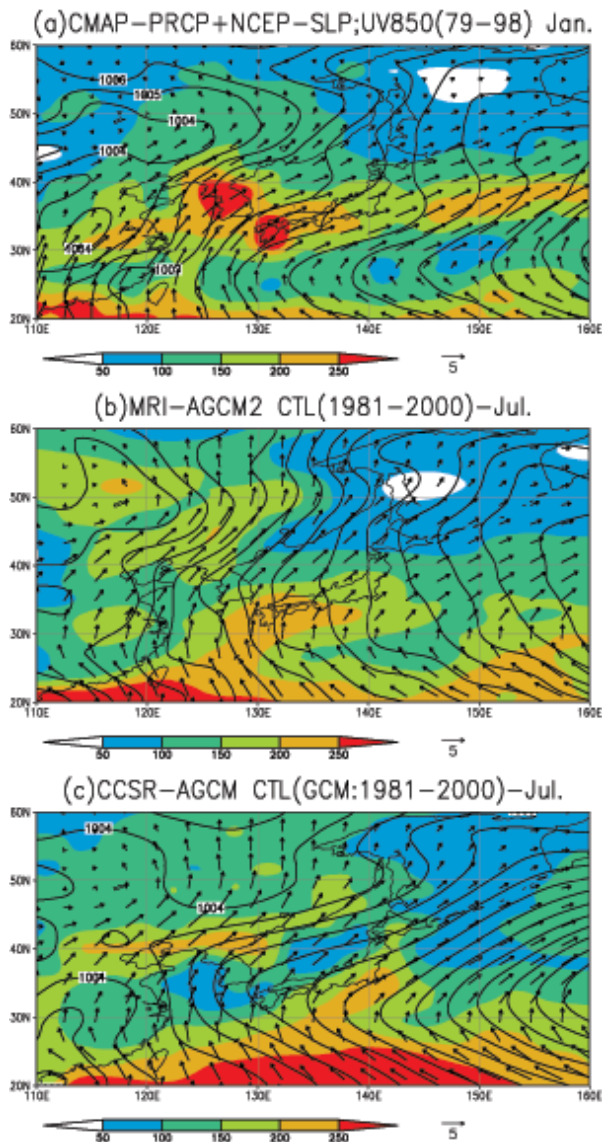 (a)CMAP-PRCP+NCEP-SLP;UV850(79-98) Jan.
60N
1006
1005
50N
1004
1004
40N
30N
1004
1003
20N
110E 120E 130E 140E 150E 160E
50 100 150 200 250
5
(b)MRI-AGCM2 CTL(1981-2000)-Jul.
60N
50N
40N
30N
20N
110E 120E 130E 140E 150E 160E
50 100 150 200 250
5
(c)CCSR-AGCM CTL(GCM:1981-2000)-Jul.
60N
1004
50N
1004
40N
1004
30N
20N
110E 120E 130E 140E 150E 160E
50 100 150 200 250
5